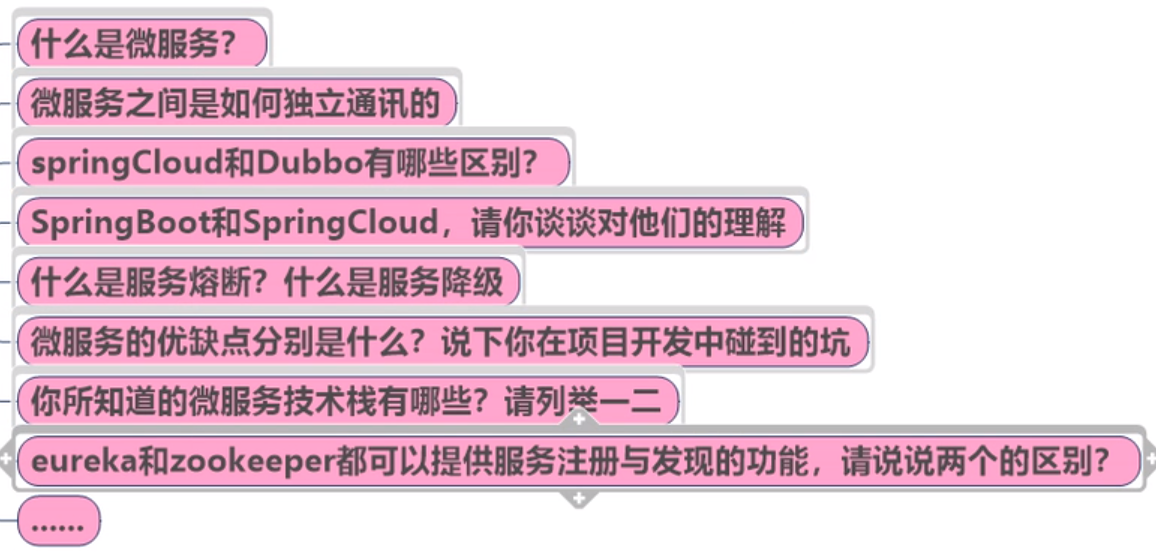 什么是微服务？
微服务之间是如何独立通讯的
springCloud和Dubbo有哪些区别？
SpringBoot和SpringCloud，请你谈谈对他们的理解
什么是服务熔断？什么是服务降级
微服务的优缺点分别是什么？说下你在项目开发中碰到的坑
你所知道的微服务技术栈有哪些？请列举一二
eureka和zookeeper都可以提供服务注册与发现的功能，请说说两个的区别？
......